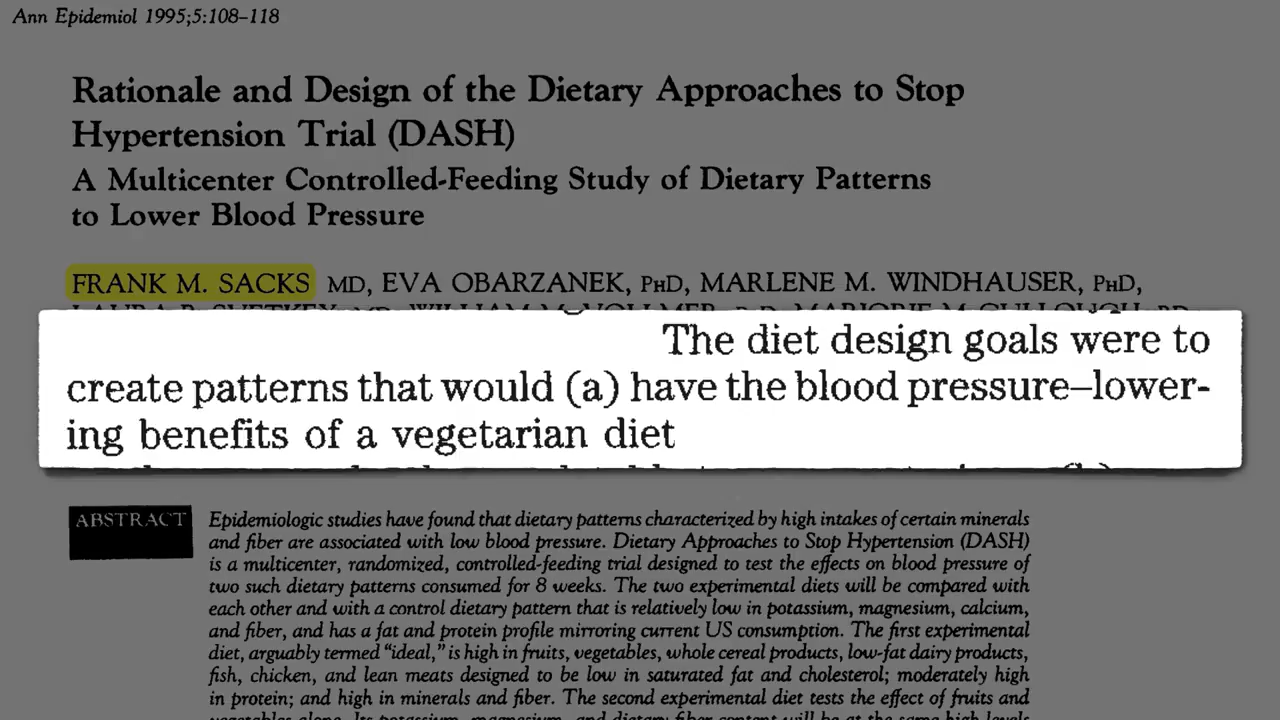 Ann Epidemiol 1995;5:108–118
Rationale and Design of the Dietary Approaches to Stop
Hypertension Trial (DASH)
A Multicenter Controlled-Feeding Study of Dietary Patterns
to Lower Blood Pressure
FRANK M. SACKS MD, EVA OBARZANEK, PHD, MARLENE M. WINDHAUSER, PHD,
The diet design goals were to
create patterns that would (a) have the blood pressure–lower-
ing benefits of a vegetarian diet
ABSTRACT
Epidemiologic studies have found that dietary patterns characterized by high intakes of certain minerals
and fiber are associated with low blood pressure. Dietary Approaches to Stop Hypertension (DASH)
is a multicenter, randomized, controlled-feeding trial designed to test the effects on blood pressure of
two such dietary patterns consumed for 8 weeks. The two experimental diets will be compared with
each other and with a control dietary pattern that is relatively low in potassium, magnesium, calcium,
and fiber, and has a fat and protein profile mirroring current US consumption. The first experimental
diet, arguably termed "ideal," is high in fruits, vegetables, whole cereal products, low-fat dairy products,
fish, chicken, and lean meats designed to be low in saturated fat and cholesterol; moderately high
in protein; and high in minerals and fiber. The second experimental diet tests the effect of fruits and